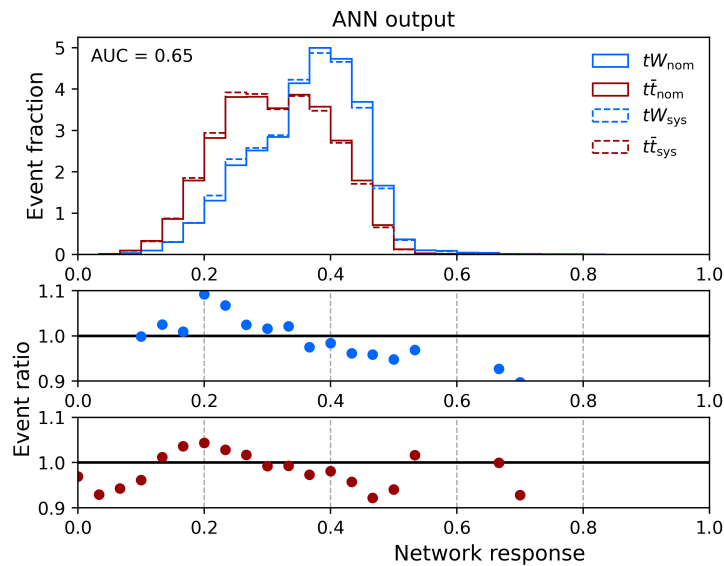 ANN output
AUC = 0.65
tW_nom
tt̄_nom
tW_sys
tt̄_sys
Event fraction
5
4
3
2
1
0
0.0 0.2 0.4 0.6 0.8 1.0
Event ratio
1.1
1.0
0.9
0.0 0.2 0.4 0.6 0.8 1.0
1.1
1.0
0.9
0.0 0.2 0.4 0.6 0.8 1.0
Network response